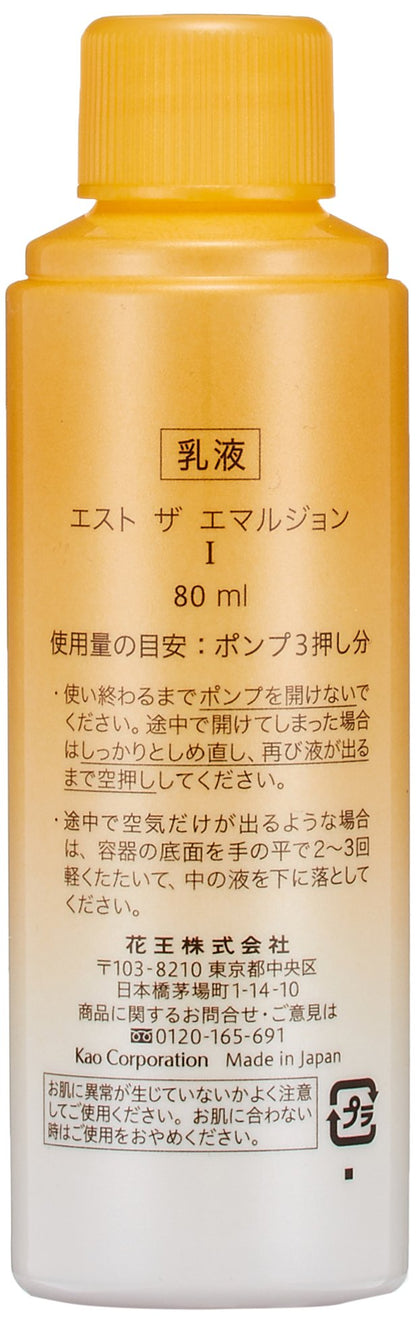 乳液
エスト ザ エマルジョン
I
80 ml
使用量の目安：ポンプ3押し分
・使い終わるまでポンプを開けないで
ください。途中で開けてしまった場合
はしっかりとしめ直し、再び液が出る
まで空押ししてください。
・途中で空気だけが出るような場合
は、容器の底面を手の平で2〜3回
軽くたたいて、中の液を下に落として
ください。
花王株式会社
〒103-8210 東京都中央区
日本橋茅場町1-14-10
商品に関するお問合せ・ご意見は
0120-165-691
Kao Corporation Made in Japan
お肌に異常が生じていないかよく注意
してご使用ください。お肌に合わない
時はご使用をおやめください。
プラ